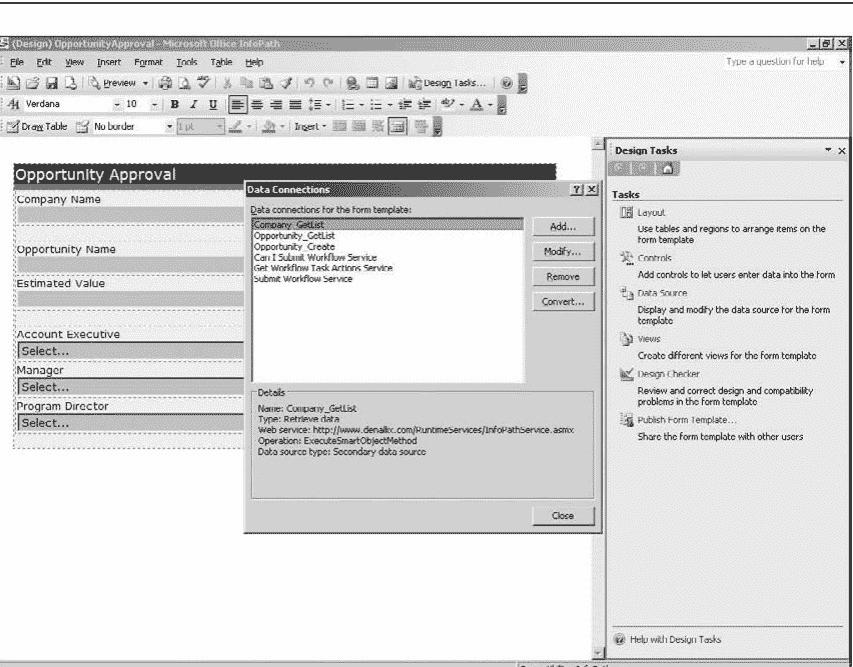 (Design) OpportunityApproval - Microsoft Office InfoPath
File Edit View Insert Format Tools Table Help
Type a question for help
Preview
Design Tasks...
Verdana 10 B I U A
Draw Table No border 1 pt Insert
Opportunity Approval
Company Name
Opportunity Name
Estimated Value
Account Executive
Select...
Manager
Select...
Program Director
Select...
Data Connections
Data connections for the form template:
Company_GetList
Opportunity_GetList
Opportunity_Create
Can I Submit Workflow Service
Get Workflow Task Actions Service
Submit Workflow Service
Add...
Modify...
Remove
Convert...
Details
Name: Company_GetList
Type: Retrieve data
Web service: http://www.denallix.com/RuntimeServices/InfoPathService.asmx
Operation: ExecuteSmartObjectMethod
Data source type: Secondary data source
Close
Design Tasks
Tasks
Layout
Use tables and regions to arrange items on the
form template
Controls
Add controls to let users enter data into the form
Data Source
Display and modify the data source for the form
template
Views
Create different views for the form template
Design Checker
Review and correct design and compatibility
problems in the form template
Publish Form Template...
Share the form template with other users
Help with Design Tasks